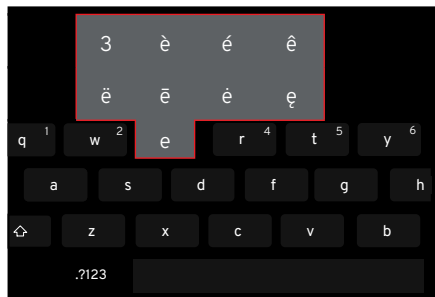 3 è é ê
ë ē ė ę
q 1 w 2 e r 4 t 5 y 6
a s d f g h
z x c v b
.?123